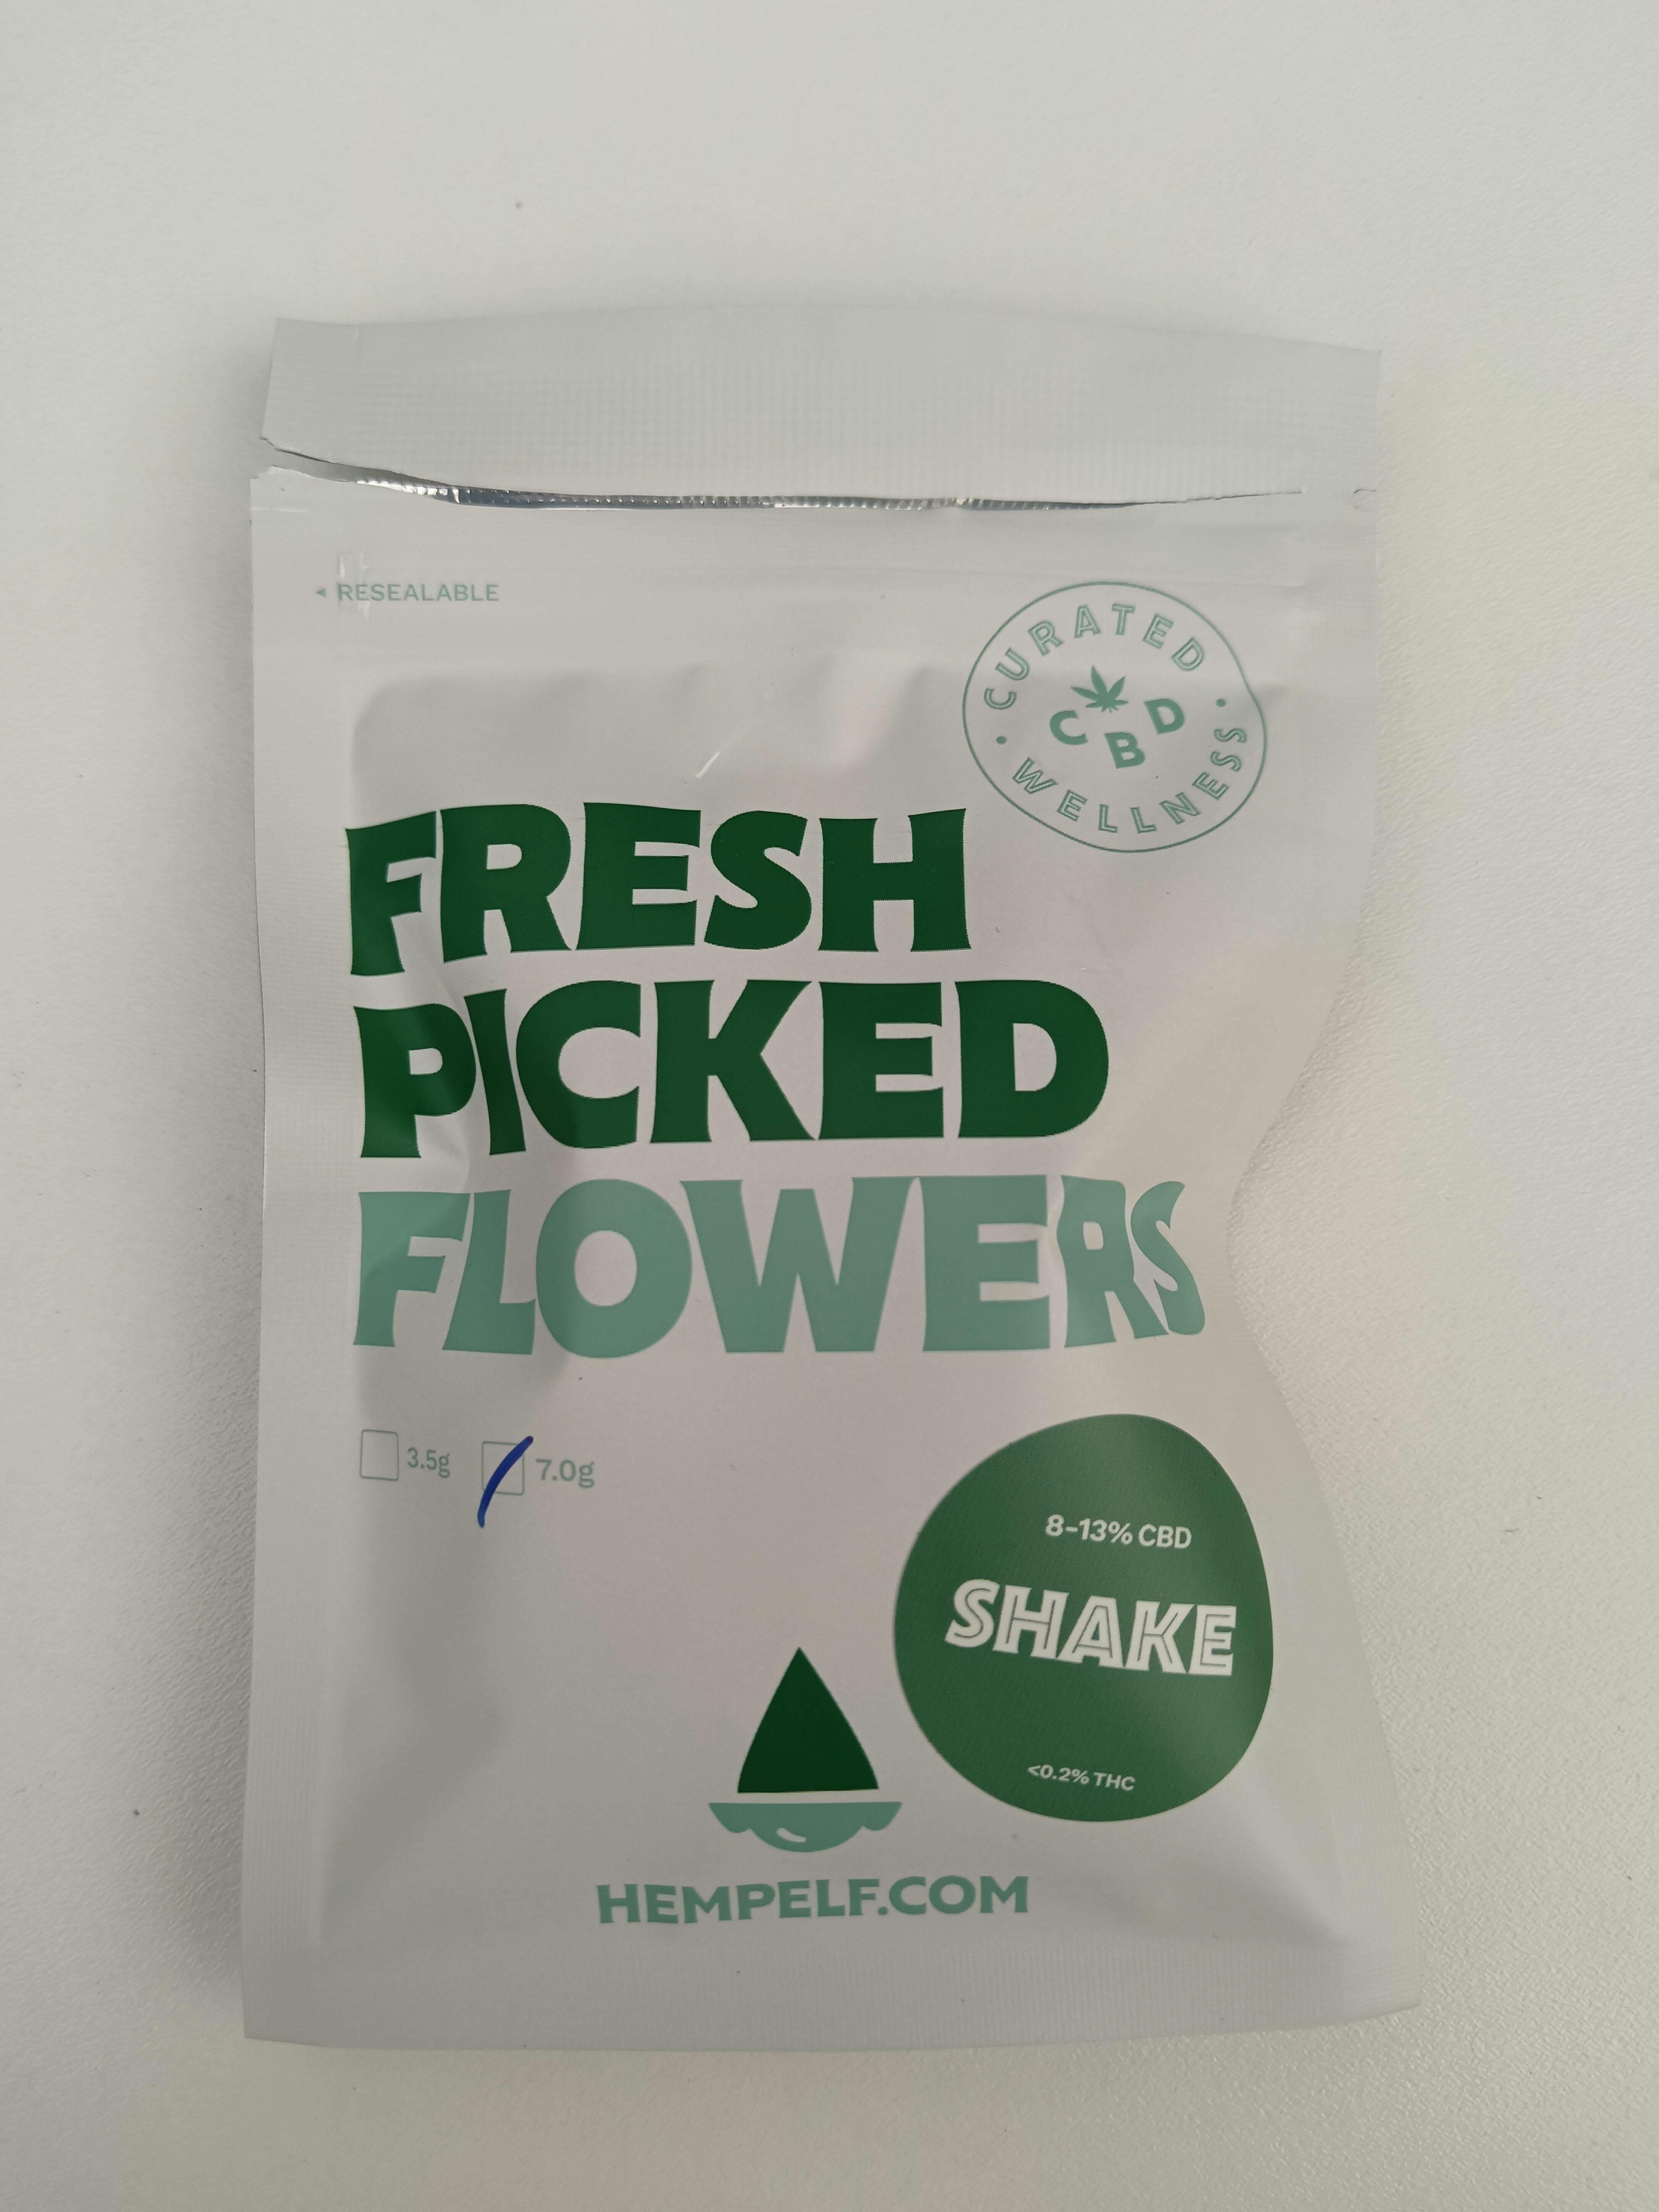 ◂ RESEALABLE
CURATED
CBD
WELLNESS
FRESH
PICKED
FLOWERS
3.5g 7.0g
8-13% CBD
SHAKE
<0.2% THC
HEMPELF.COM